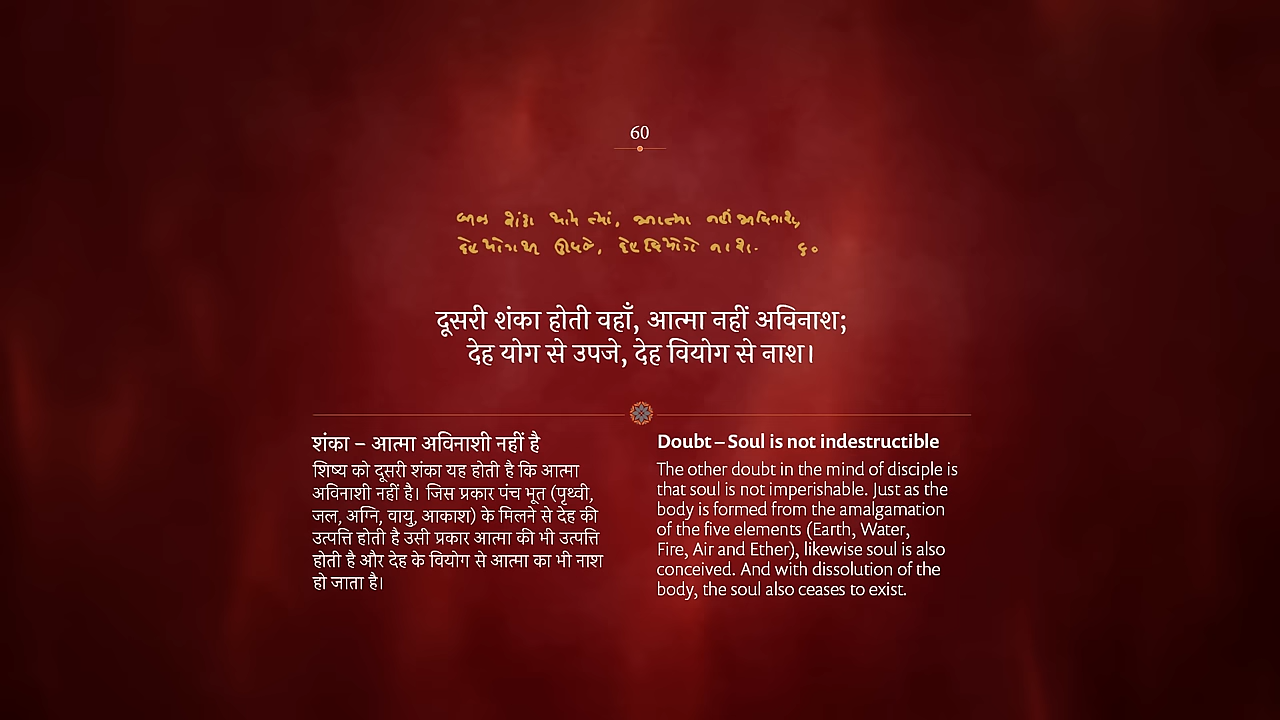 60
બીજી શંકા થાય ત્યાં, આત્મા નહીં અવિનાશ,
દેહયોગથી ઊપજે, દેહવિયોગે નાશ. ૬૦
दूसरी शंका होती वहाँ, आत्मा नहीं अविनाश;
देह योग से उपजे, देह वियोग से नाश।
शंका – आत्मा अविनाशी नहीं है
शिष्य को दूसरी शंका यह होती है कि आत्मा
अविनाशी नहीं है। जिस प्रकार पंच भूत (पृथ्वी,
जल, अग्नि, वायु, आकाश) के मिलने से देह की
उत्पत्ति होती है उसी प्रकार आत्मा की भी उत्पत्ति
होती है और देह के वियोग से आत्मा का भी नाश
हो जाता है।
Doubt – Soul is not indestructible
The other doubt in the mind of disciple is
that soul is not imperishable. Just as the
body is formed from the amalgamation
of the five elements (Earth, Water,
Fire, Air and Ether), likewise soul is also
conceived. And with dissolution of the
body, the soul also ceases to exist.